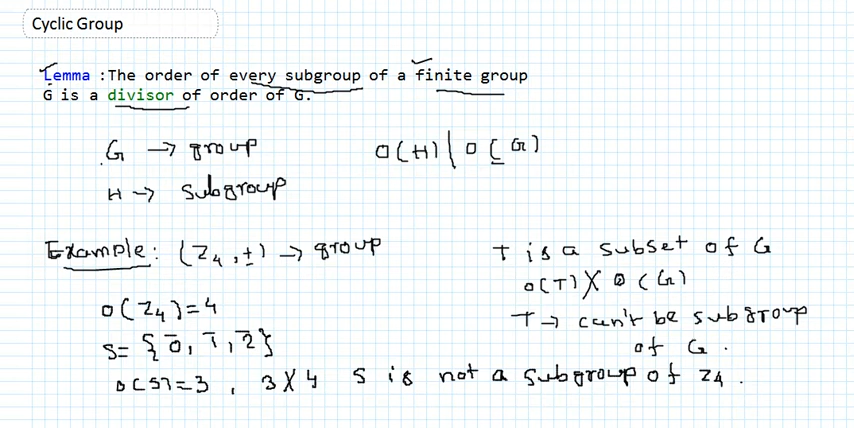 Cyclic Group
Lemma :The order of every subgroup of a finite group
G is a divisor of order of G.
G → group
O(H) | O(G)
H → subgroup
Example: (Z₄, +) → group
O(Z₄) = 4
S = {0̄, 1̄, 2̄}
O(S) = 3, 3 ∤ 4 S is not a subgroup of Z₄.
T is a subset of G
O(T) ∤ O(G)
T → can't be subgroup
of G.